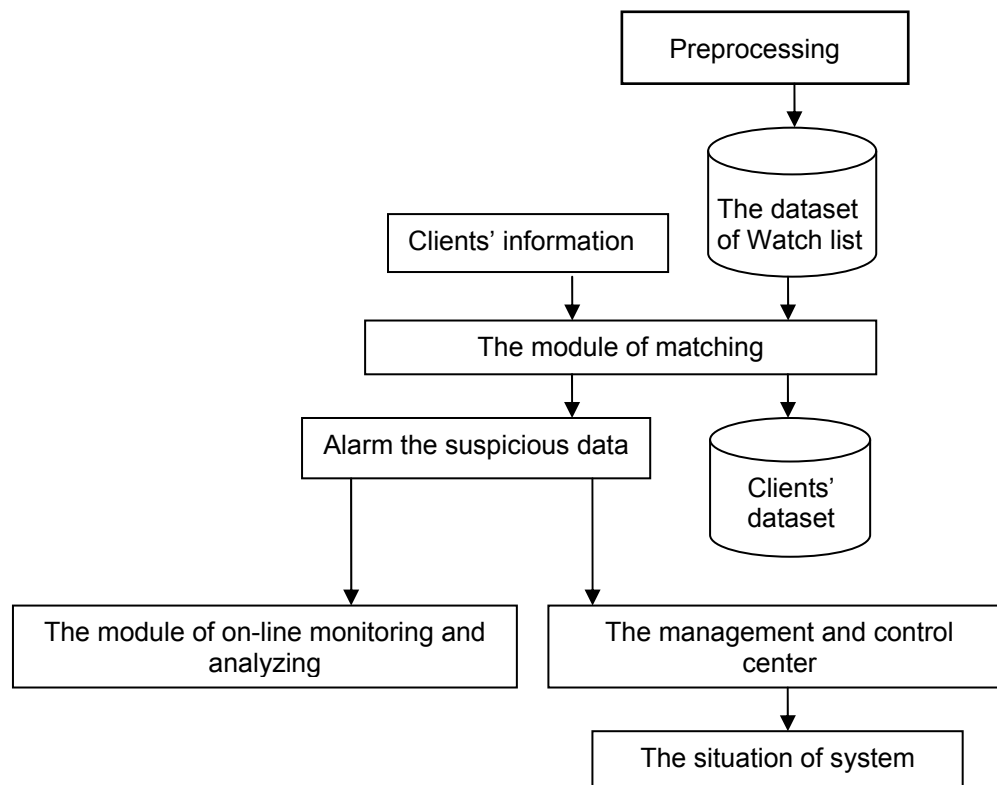 Preprocessing
The dataset
of Watch list
Clients’ information
The module of matching
Alarm the suspicious data
Clients’
dataset
The module of on-line monitoring and
analyzing
The management and control
center
The situation of system